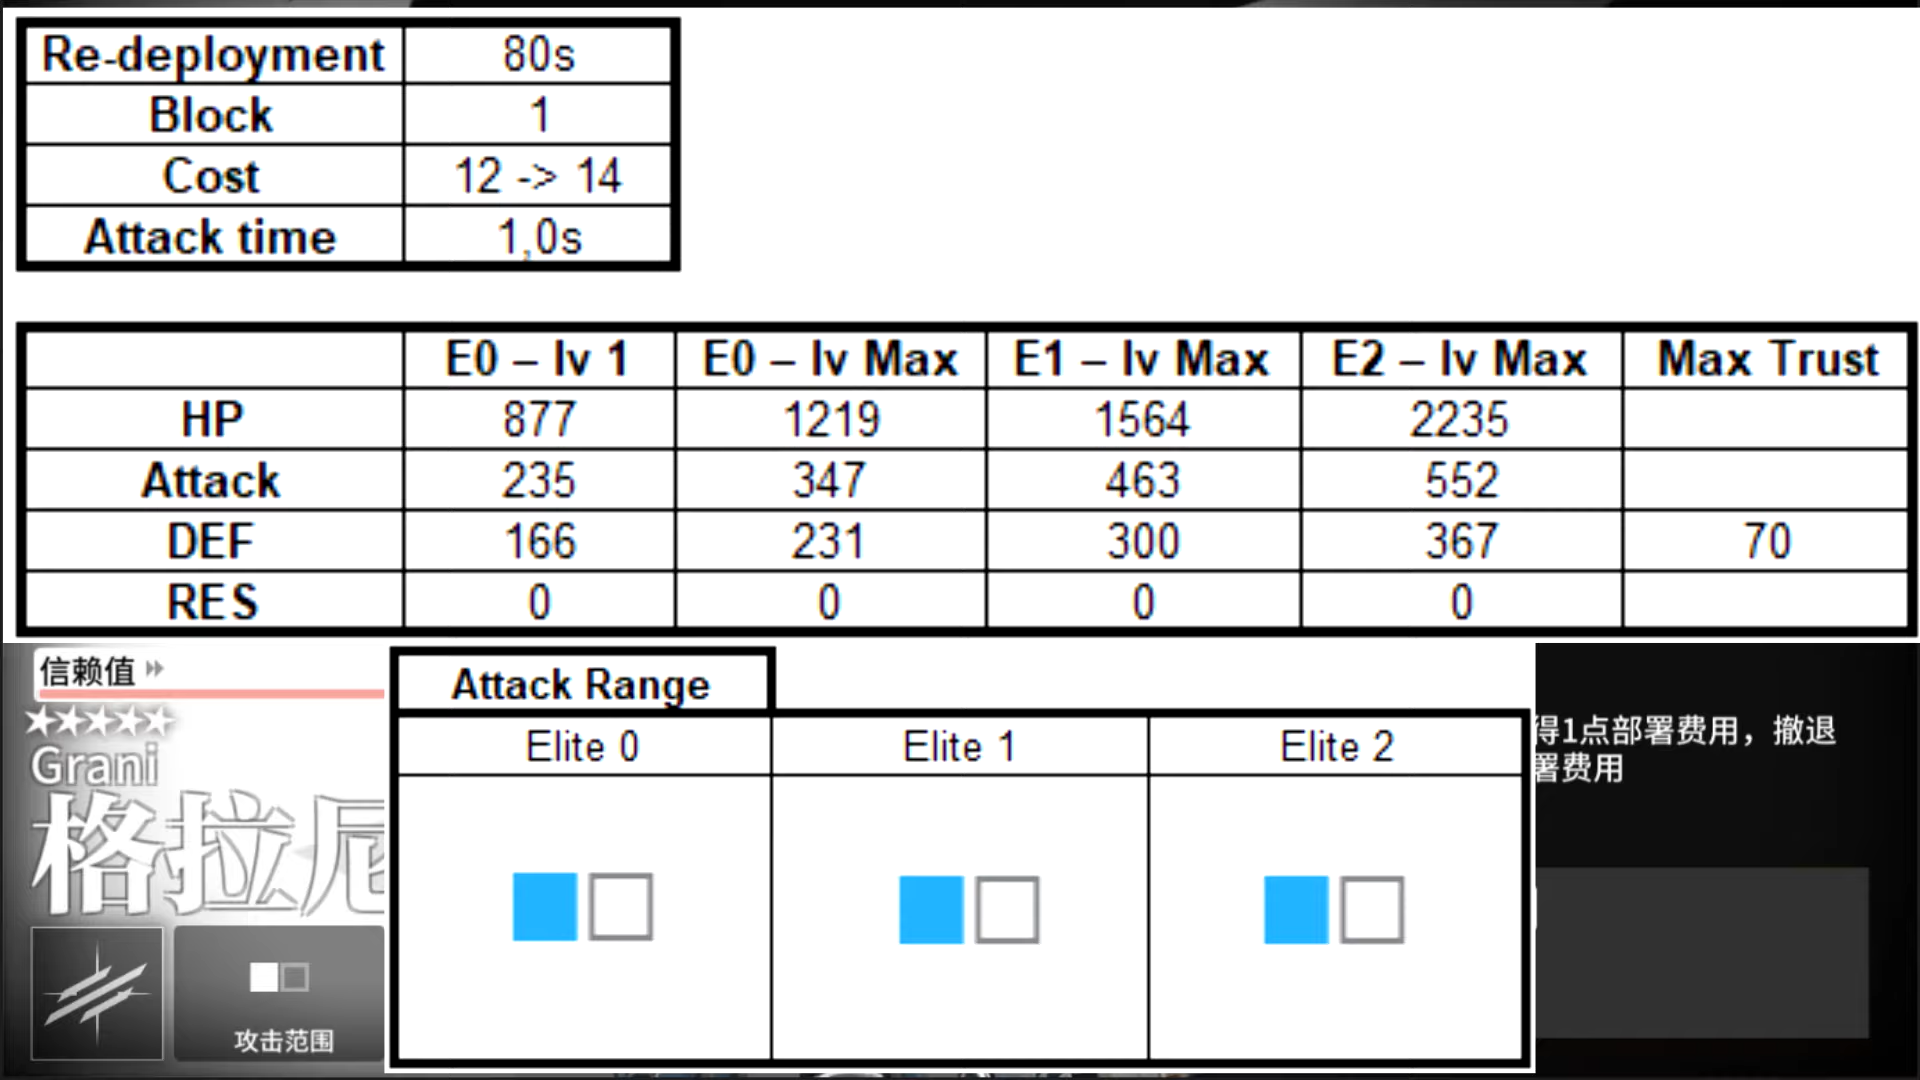 Re-deployment 80s
Block 1
Cost 12 -> 14
Attack time 1,0s
E0 – lv 1 E0 – lv Max E1 – lv Max E2 – lv Max Max Trust
HP 877 1219 1564 2235
Attack 235 347 463 552
DEF 166 231 300 367 70
RES 0 0 0 0
信赖值
Grani
格拉尼
攻击范围
Attack Range
Elite 0 Elite 1 Elite 2
得1点部署费用，撤退
署费用